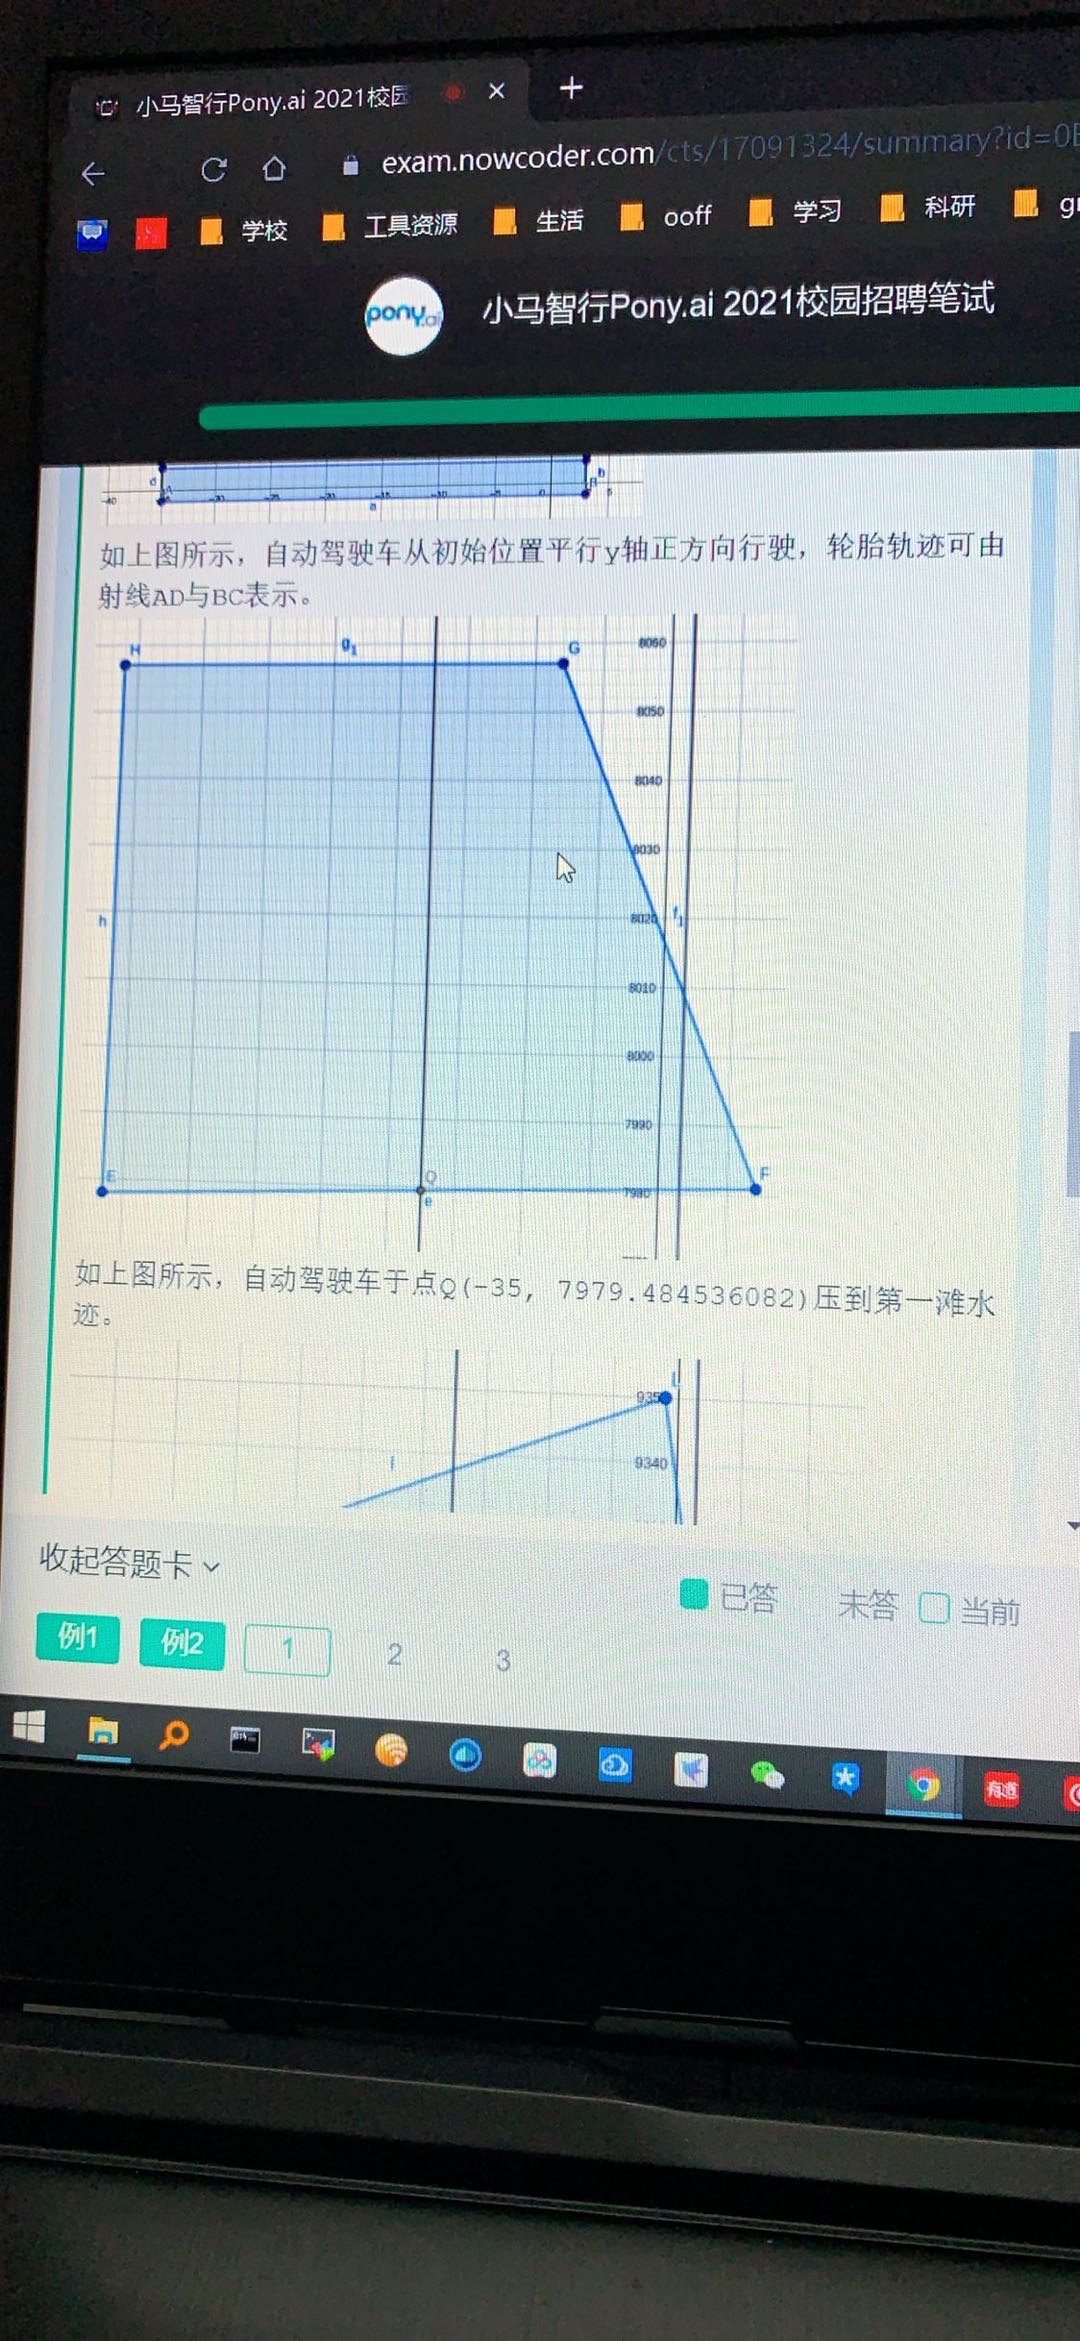 小马智行Pony.ai 2021校园
exam.nowcoder.com/cts/17091324/summary?id=0
学校 工具资源 生活 ooff 学习 科研
pony.ai 小马智行Pony.ai 2021校园招聘笔试
如上图所示，自动驾驶车从初始位置平行y轴正方向行驶，轮胎轨迹可由
射线AD与BC表示。
H g1 G 8060
8050
8040
8030
h 8020 f1
8010
8000
7990
E Q F
e 7980
如上图所示，自动驾驶车于点Q(-35, 7979.484536082)压到第一滩水
迹。
L
935
9340
收起答题卡
已答 未答 当前
例1 例2 1 2 3
有道